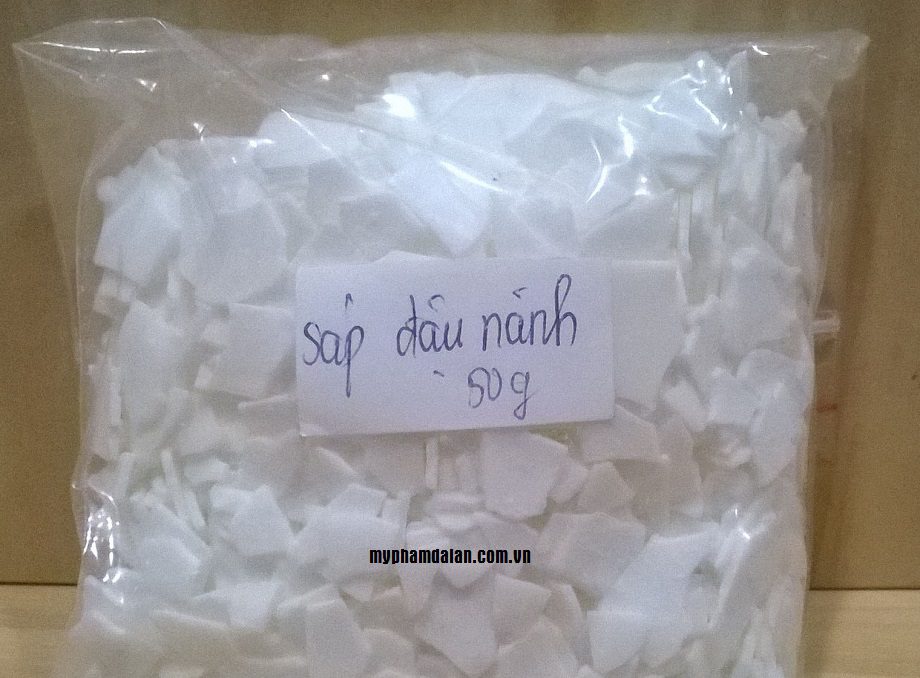 sáp đậu nành
50g
myphamdalan.com.vn